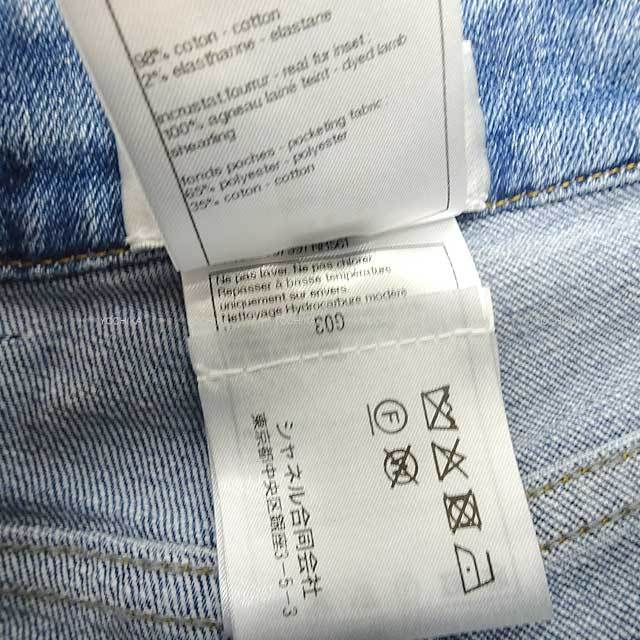 98% coton - cotton
2% élasthanne - elastane
incrustat.fourrur - real fur inset :
100% agneau lainé teint - dyed lamb
shearling
fonds poches - pocketing fabric :
65% polyester - polyester
35% coton - cotton
Ne pas laver. Ne pas chlorer
Repasser à basse température
uniquement sur envers
Nettoyage Hydrocarbure modéré
G03
F
シャネル合同会社
東京都中央区銀座3-5-3